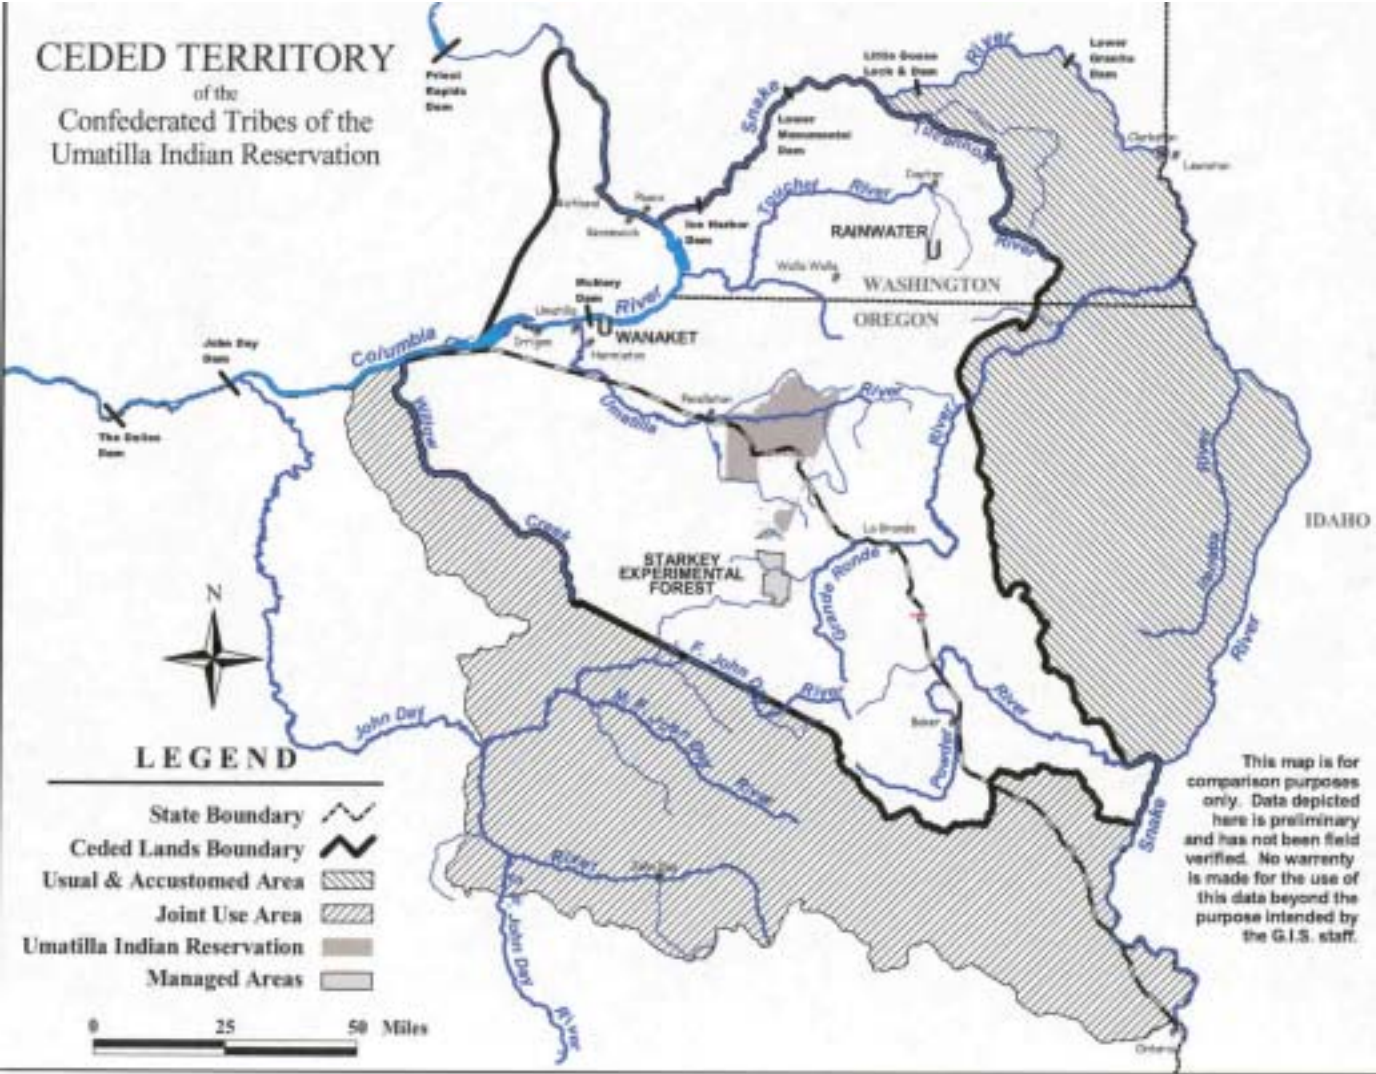 CEDED TERRITORY
of the
Confederated Tribes of the
Umatilla Indian Reservation
Priest
Rapids
Dam
Little Goose
Lock & Dam
River
Lower
Granite
Dam
Snake
Lower
Monumental
Dam
Tucannon
Clarkston
Lewiston
Touchet River
Dayton
Richland
Pasco
Kennewick
Ice Harbor
Dam
RAINWATER
River
Walla Walla
WASHINGTON
McNary
Dam
River
Umatilla
OREGON
WANAKET
Irrigon
Hermiston
John Day
Dam
Columbia
The Dalles
Dam
Willow
Umatilla
Pendleton
River
River
River
IDAHO
Creek
La Grande
STARKEY
EXPERIMENTAL
FOREST
Grande Ronde
N
River
River
River
M. F. John Day
River
John Day
Baker
Powder
Snake
River
John Day
S. F. John Day
River
Ontario
LEGEND
State Boundary
Ceded Lands Boundary
Usual & Accustomed Area
Joint Use Area
Umatilla Indian Reservation
Managed Areas
0 25 50 Miles
This map is for
comparison purposes
only. Data depicted
here is preliminary
and has not been field
verified. No warrenty
is made for the use of
this data beyond the
purpose intended by
the G.I.S. staff.